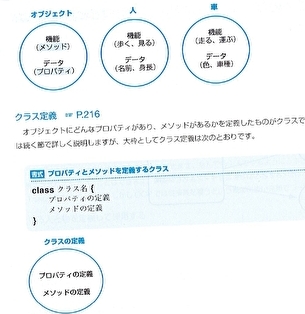 オブジェクト
人
車
機能
(メソッド)
データ
(プロパティ)
機能
(歩く、見る)
データ
(名前、身長)
機能
(走る、運ぶ)
データ
(色、車種)
クラス定義 ☞ P.216
オブジェクトにどんなプロパティがあり、メソッドがあるかを定義したものがクラスで
は続く節で詳しく説明しますが、大枠としてクラス定義は次のとおりです。
書式 プロパティとメソッドを定義するクラス
class クラス名 {
プロパティの定義
メソッドの定義
}
クラスの定義
プロパティの定義
メソッドの定義